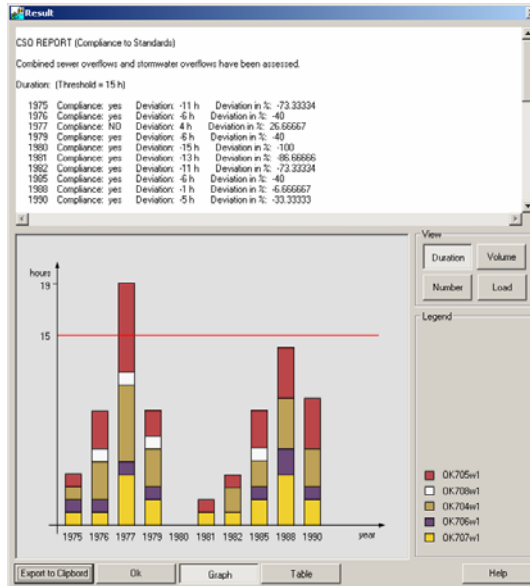 Result
CSO REPORT (Compliance to Standards)
Combined sewer overflows and stormwater overflows have been assessed.
Duration: (Threshold = 15 h)
1975 Compliance: yes Deviation: -11 h Deviation in %: -73.33334
1976 Compliance: yes Deviation: -6 h Deviation in %: -40
1977 Compliance: NO Deviation: 4 h Deviation in %: 26.66667
1979 Compliance: yes Deviation: -6 h Deviation in %: -40
1980 Compliance: yes Deviation: -15 h Deviation in %: -100
1981 Compliance: yes Deviation: -13 h Deviation in %: -86.66666
1982 Compliance: yes Deviation: -11 h Deviation in %: -73.33334
1985 Compliance: yes Deviation: -6 h Deviation in %: -40
1988 Compliance: yes Deviation: -1 h Deviation in %: -6.666667
1990 Compliance: yes Deviation: -5 h Deviation in %: -33.33333
View
Duration Volume
Number Load
Legend
OK705w1
OK708w1
OK704w1
OK706w1
OK707w1
hours
19
15
1975 1976 1977 1979 1980 1981 1982 1985 1988 1990 year
Export to Clipbord Ok Graph Table Help